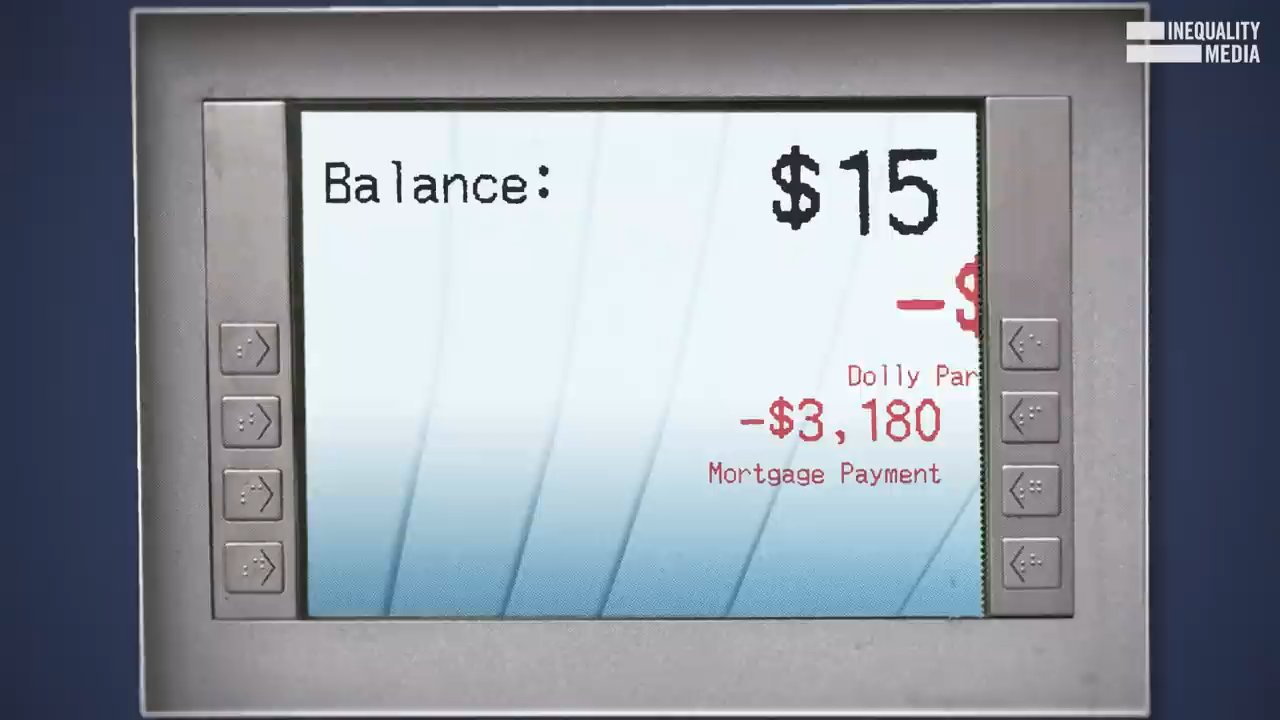 INEQUALITY
MEDIA
Balance: $15
-$
Dolly Par
-$3,180
Mortgage Payment